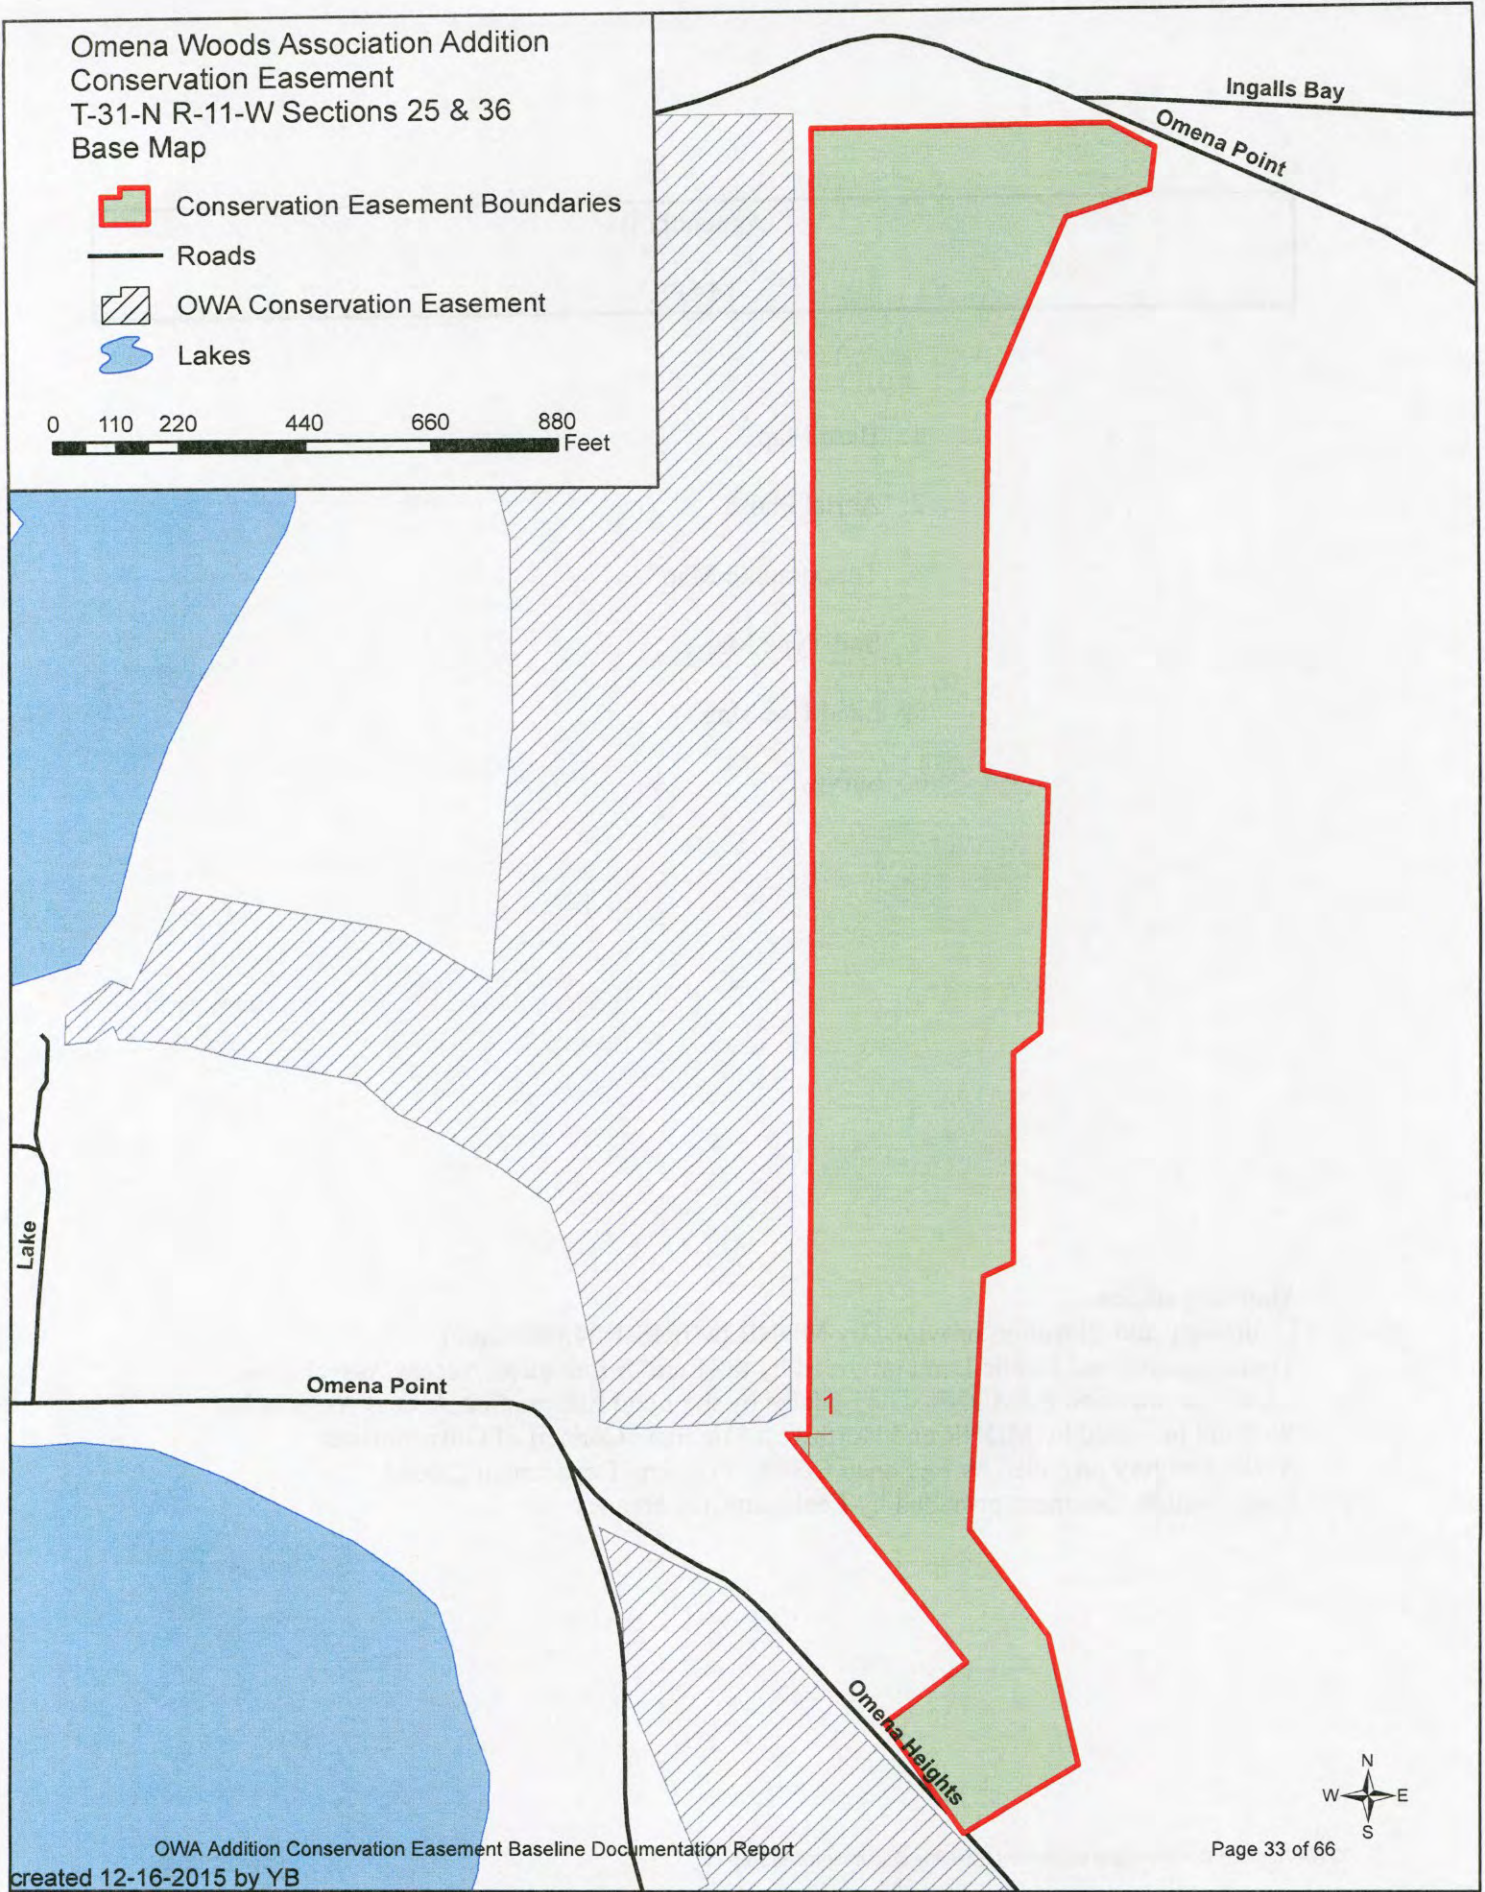 Omena Woods Association Addition
Conservation Easement
T-31-N R-11-W Sections 25 & 36
Base Map
Conservation Easement Boundaries
Roads
OWA Conservation Easement
Lakes
0 110 220 440 660 880
Feet
Ingalls Bay
Omena Point
Lake
Omena Point
1
Omena Heights
N
W E
S
OWA Addition Conservation Easement Baseline Documentation Report
Page 33 of 66
created 12-16-2015 by YB